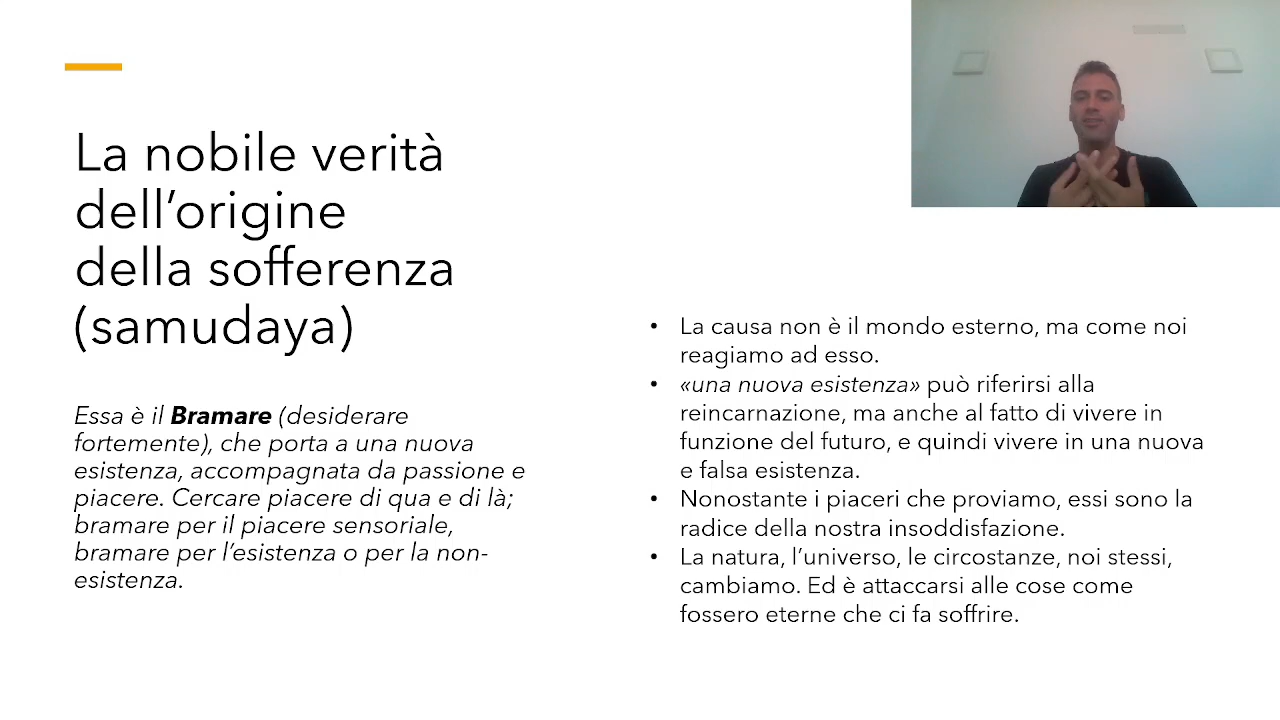 La nobile verità
dell’origine
della sofferenza
(samudaya)
Essa è il Bramare (desiderare
fortemente), che porta a una nuova
esistenza, accompagnata da passione e
piacere. Cercare piacere di qua e di là;
bramare per il piacere sensoriale,
bramare per l’esistenza o per la non-
esistenza.
• La causa non è il mondo esterno, ma come noi
reagiamo ad esso.
• «una nuova esistenza» può riferirsi alla
reincarnazione, ma anche al fatto di vivere in
funzione del futuro, e quindi vivere in una nuova
e falsa esistenza.
• Nonostante i piaceri che proviamo, essi sono la
radice della nostra insoddisfazione.
• La natura, l’universo, le circostanze, noi stessi,
cambiamo. Ed è attaccarsi alle cose come
fossero eterne che ci fa soffrire.